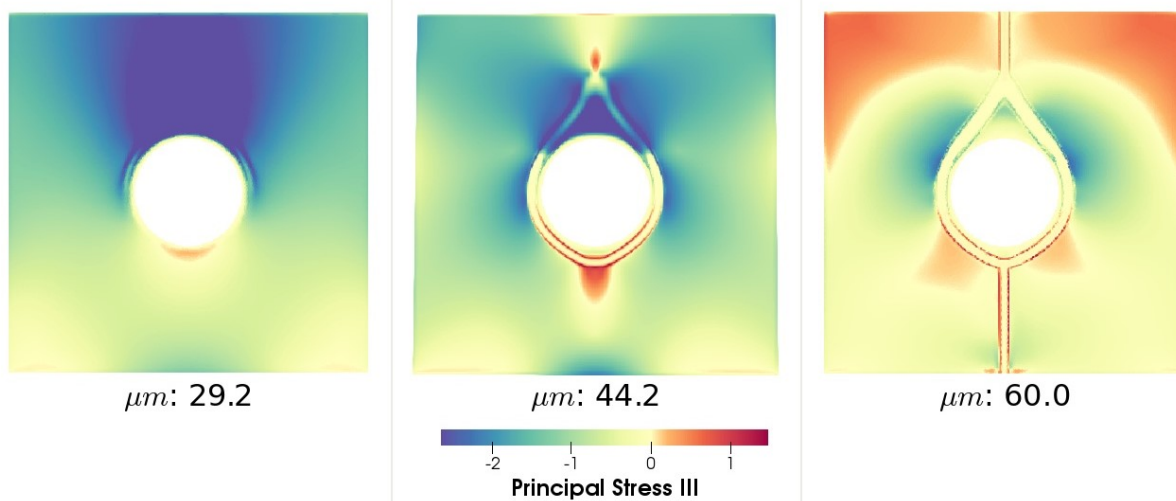 μm: 29.2
μm: 44.2
μm: 60.0
-2 -1 0 1
Principal Stress III